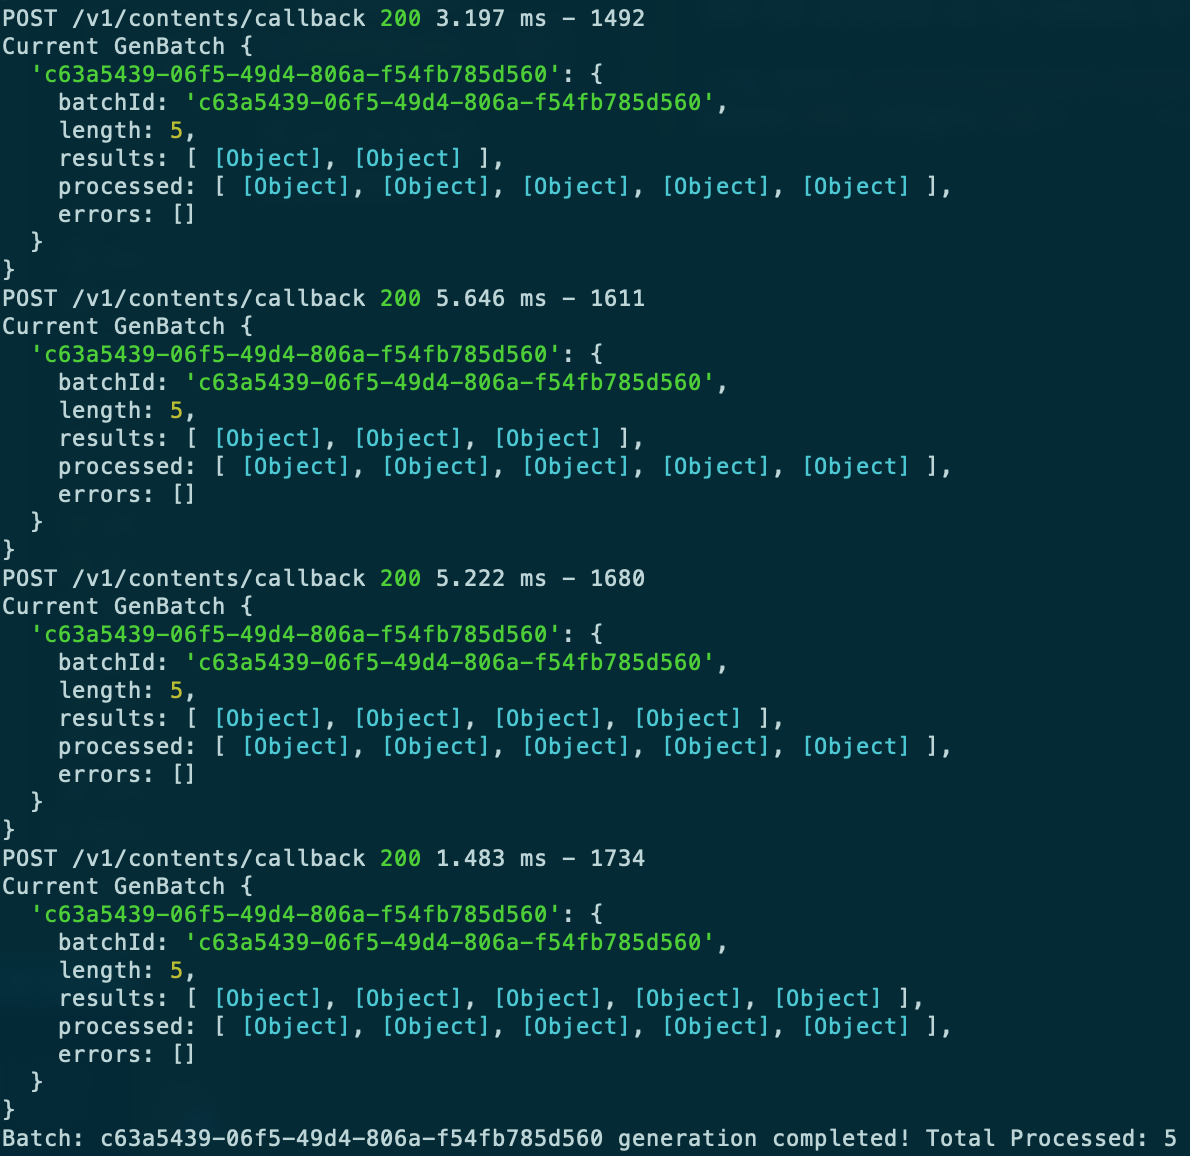 POST /v1/contents/callback 200 3.197 ms - 1492
Current GenBatch {
  'c63a5439-06f5-49d4-806a-f54fb785d560': {
    batchId: 'c63a5439-06f5-49d4-806a-f54fb785d560',
    length: 5,
    results: [ [Object], [Object] ],
    processed: [ [Object], [Object], [Object], [Object], [Object] ],
    errors: []
  }
}
POST /v1/contents/callback 200 5.646 ms - 1611
Current GenBatch {
  'c63a5439-06f5-49d4-806a-f54fb785d560': {
    batchId: 'c63a5439-06f5-49d4-806a-f54fb785d560',
    length: 5,
    results: [ [Object], [Object], [Object] ],
    processed: [ [Object], [Object], [Object], [Object], [Object] ],
    errors: []
  }
}
POST /v1/contents/callback 200 5.222 ms - 1680
Current GenBatch {
  'c63a5439-06f5-49d4-806a-f54fb785d560': {
    batchId: 'c63a5439-06f5-49d4-806a-f54fb785d560',
    length: 5,
    results: [ [Object], [Object], [Object], [Object] ],
    processed: [ [Object], [Object], [Object], [Object], [Object] ],
    errors: []
  }
}
POST /v1/contents/callback 200 1.483 ms - 1734
Current GenBatch {
  'c63a5439-06f5-49d4-806a-f54fb785d560': {
    batchId: 'c63a5439-06f5-49d4-806a-f54fb785d560',
    length: 5,
    results: [ [Object], [Object], [Object], [Object], [Object] ],
    processed: [ [Object], [Object], [Object], [Object], [Object] ],
    errors: []
  }
}
Batch: c63a5439-06f5-49d4-806a-f54fb785d560 generation completed! Total Processed: 5